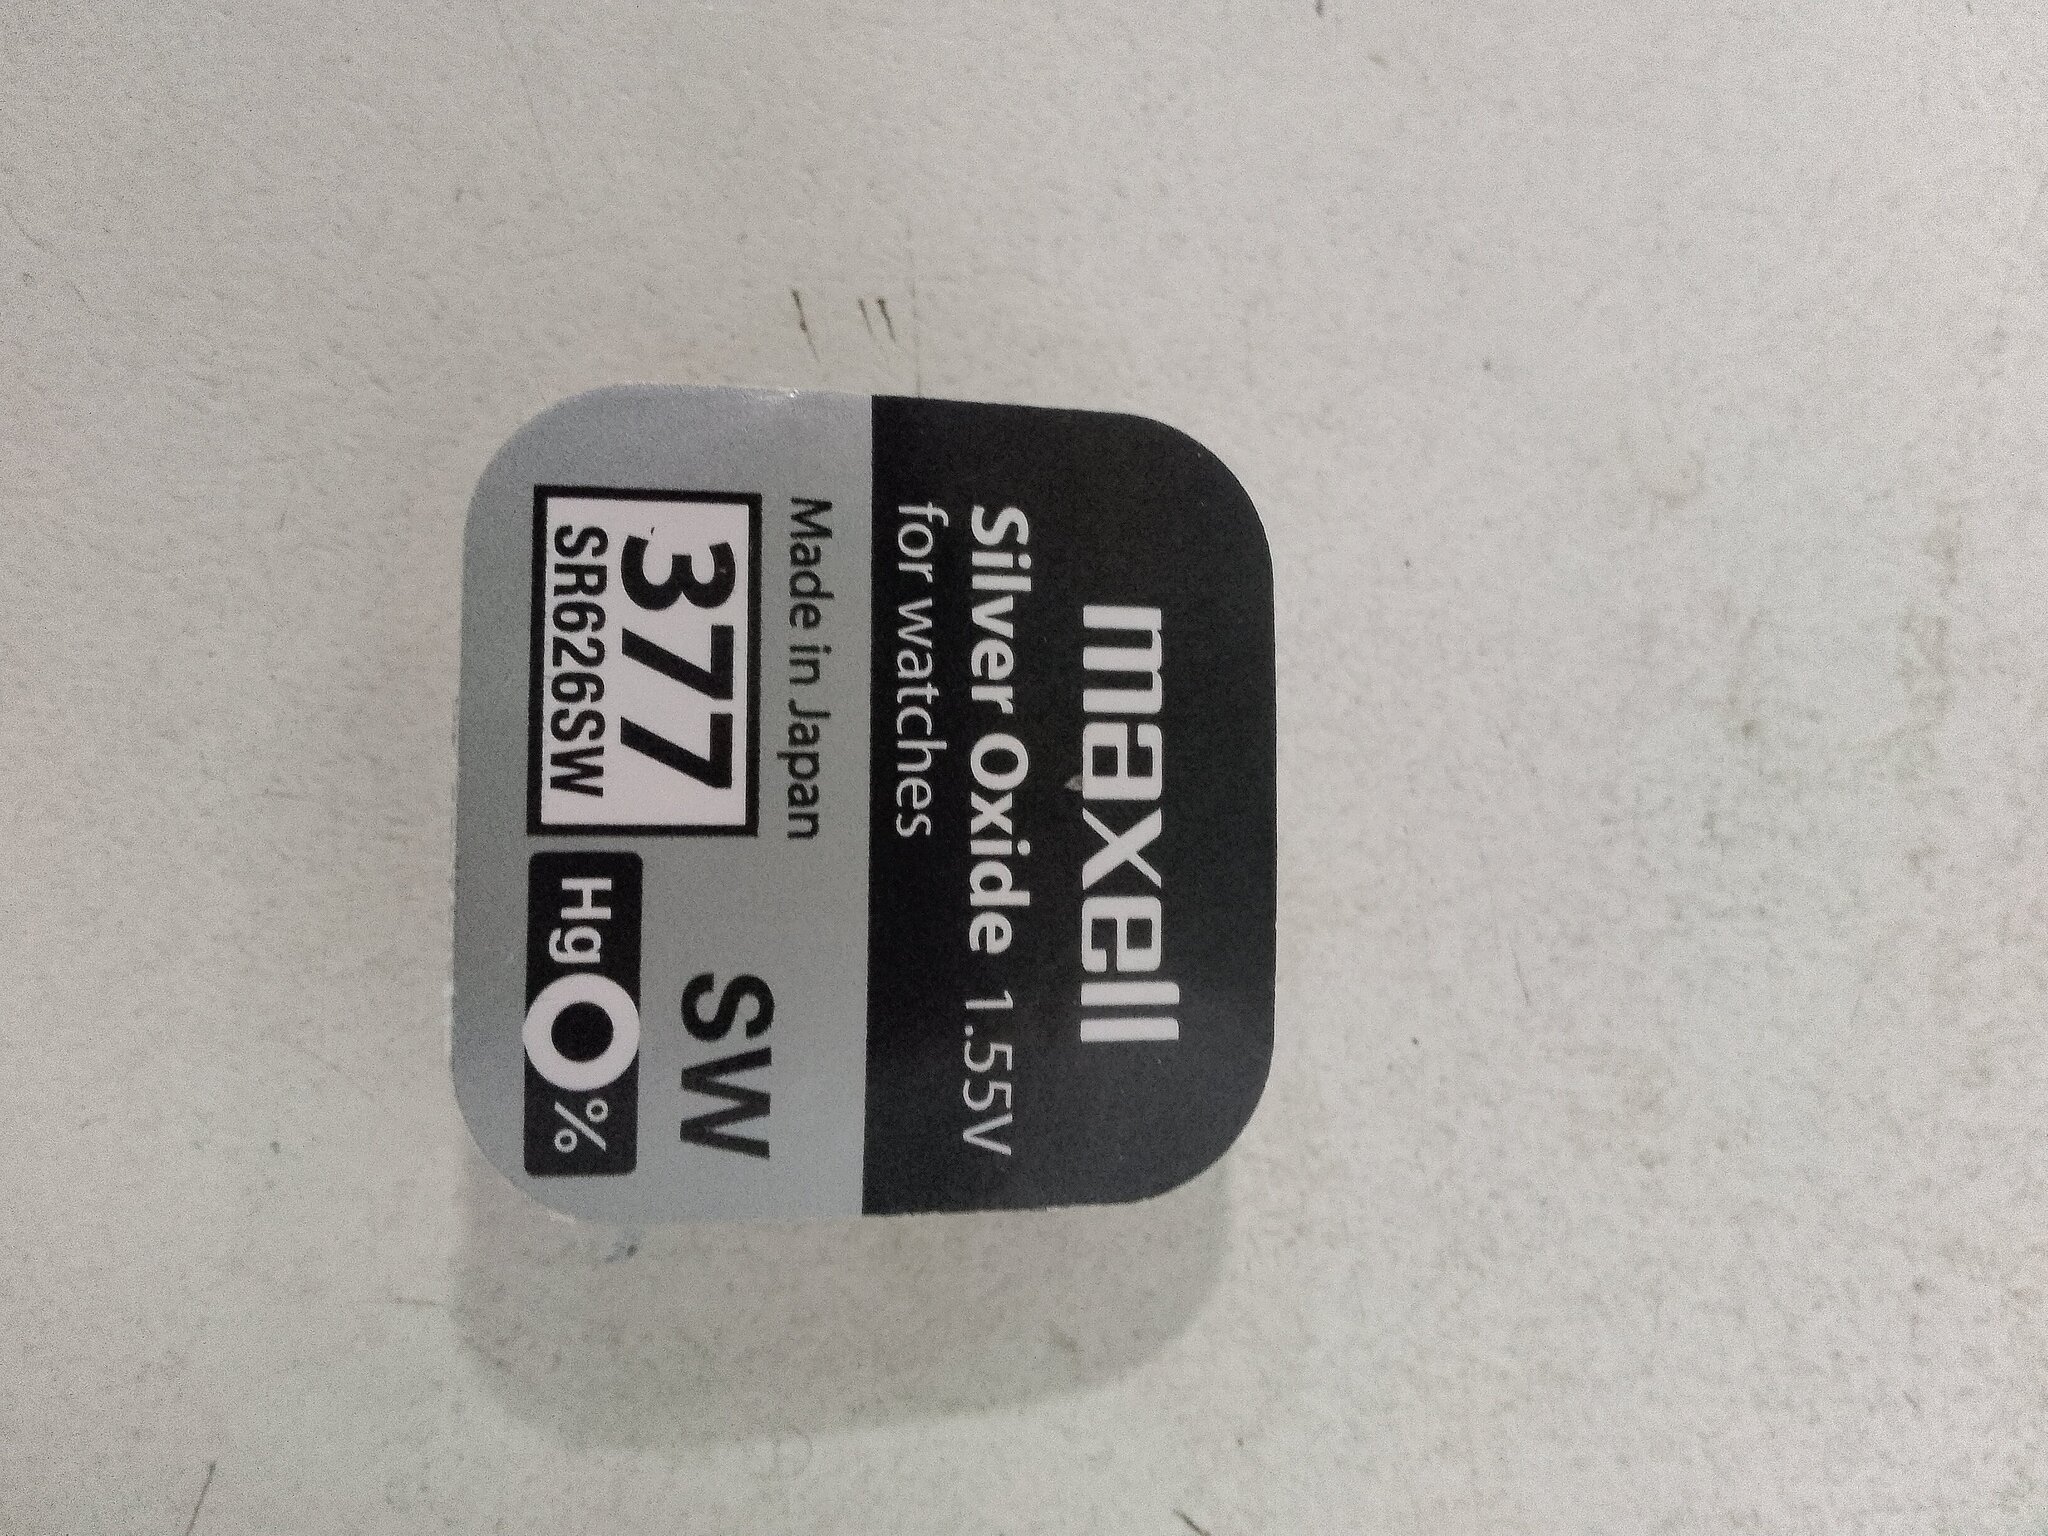 maxell
Silver Oxide 1.55V
for watches
Made in Japan
377
SR626SW
SW
Hg 0 %